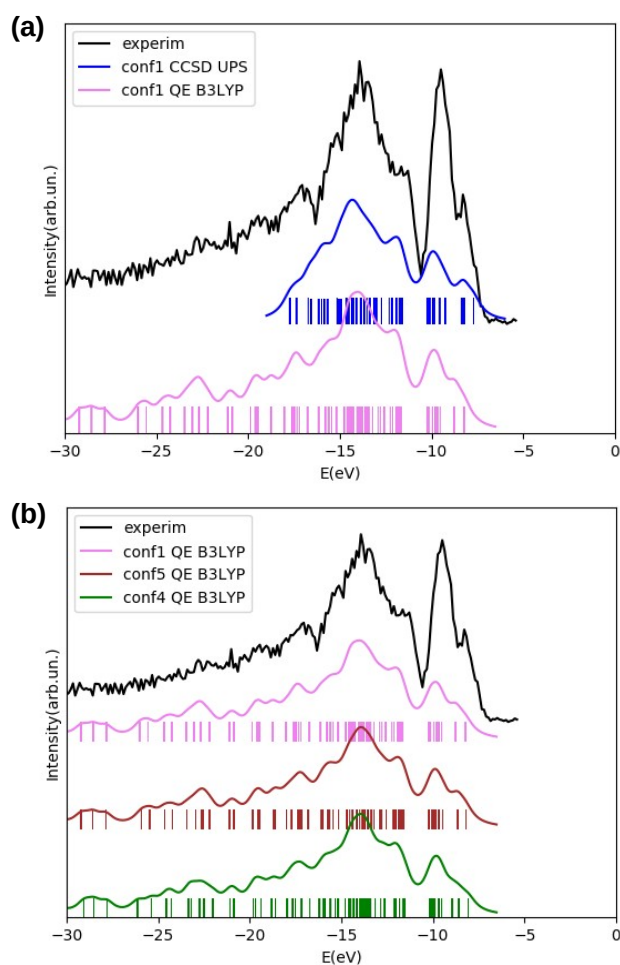 (a)
experim
conf1 CCSD UPS
conf1 QE B3LYP
Intensity(arb.un.)
−30 −25 −20 −15 −10 −5 0
E(eV)
(b)
experim
conf1 QE B3LYP
conf5 QE B3LYP
conf4 QE B3LYP
Intensity(arb.un.)
−30 −25 −20 −15 −10 −5 0
E(eV)